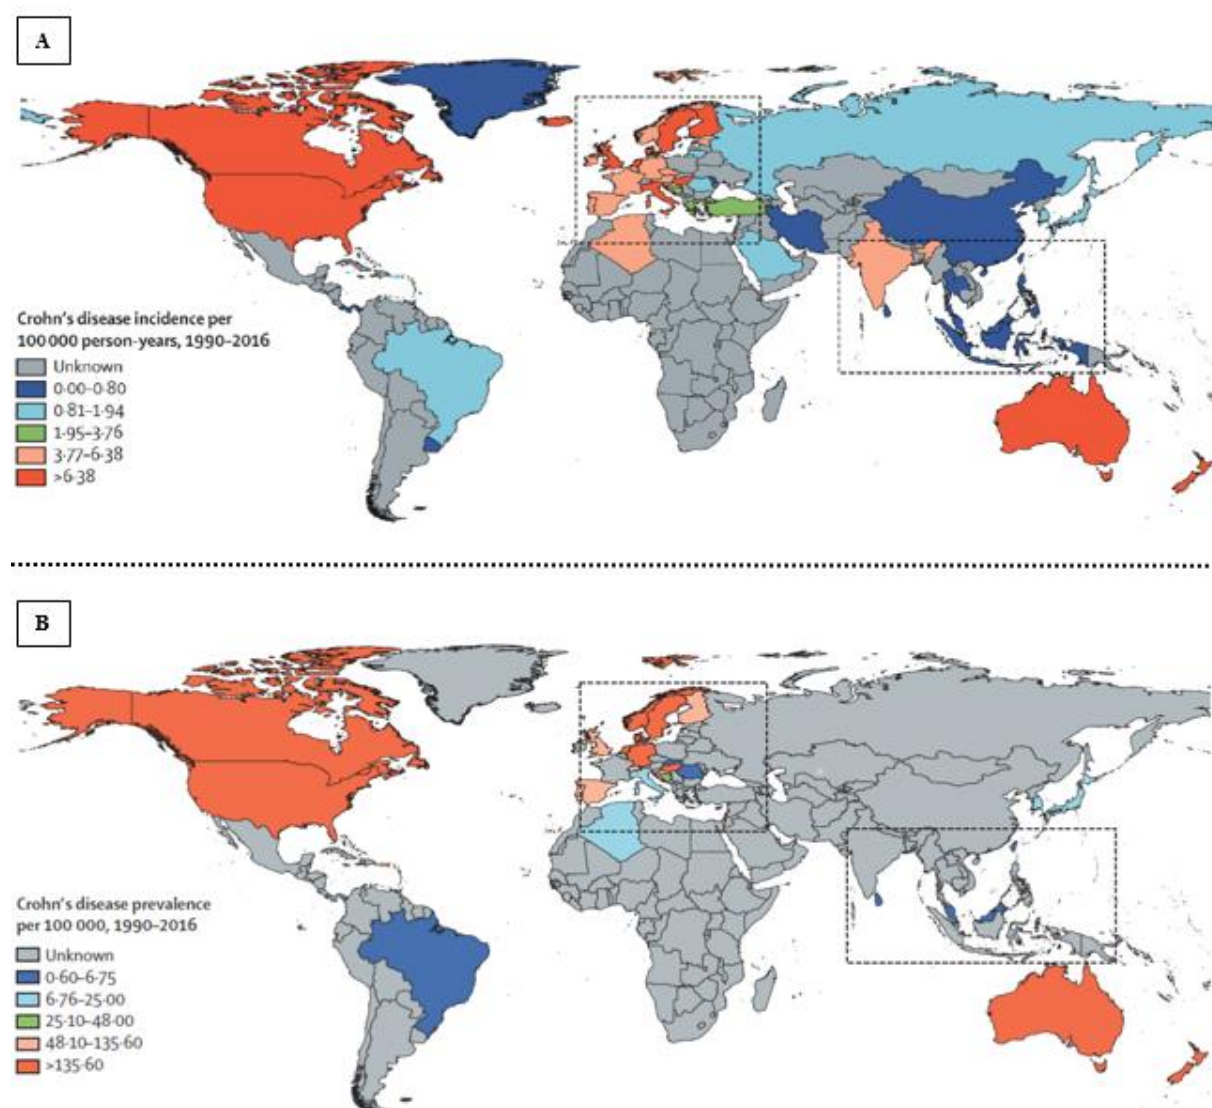 A
Crohn's disease incidence per
100 000 person-years, 1990–2016
Unknown
0·00–0·80
0·81–1·94
1·95–3·76
3·77–6·38
>6·38
B
Crohn's disease prevalence
per 100 000, 1990–2016
Unknown
0·60–6·75
6·76–25·00
25·10–48·00
48·10–135·60
>135·60